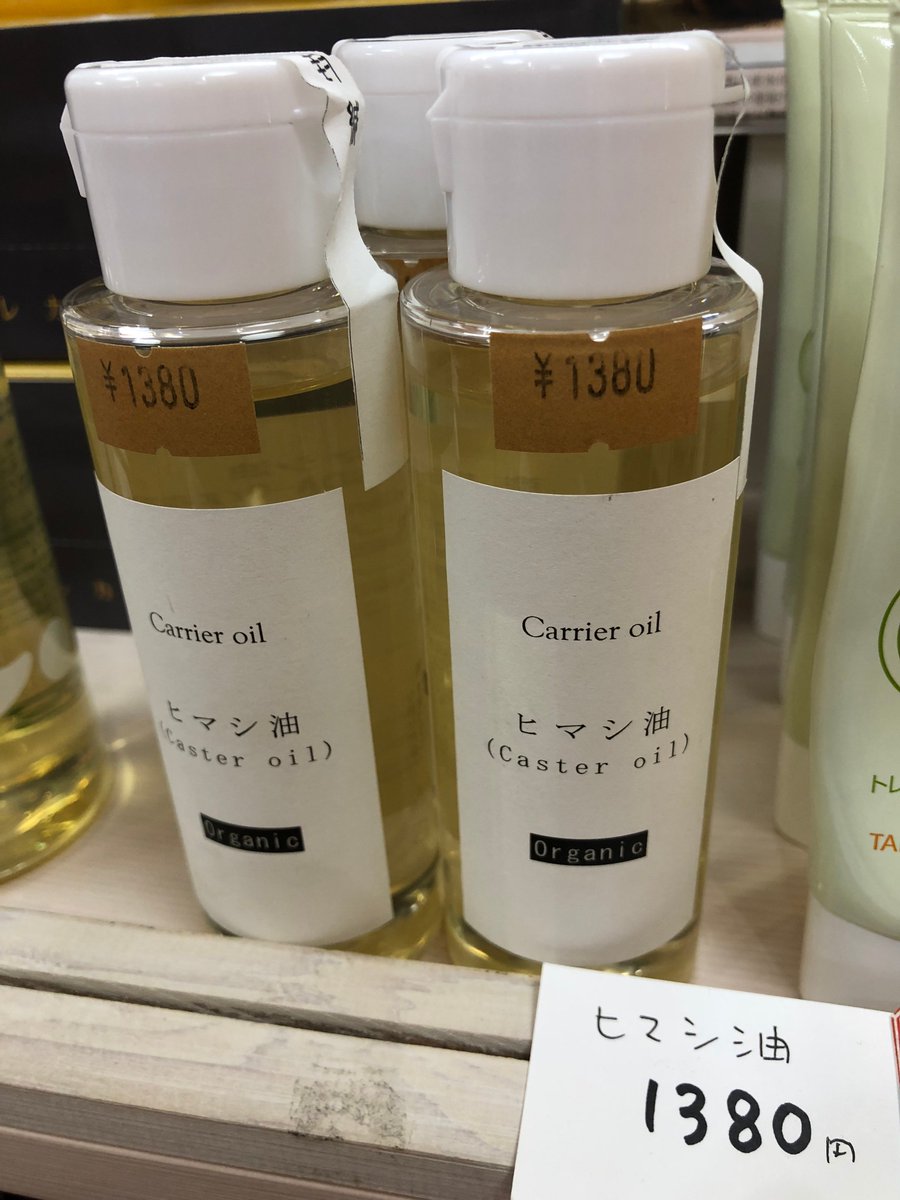 ¥1380
Carrier oil
ヒマシ油
(Caster oil)
Organic
¥1380
Carrier oil
ヒマシ油
(Caster oil)
Organic
ヒマシ油
1380円
TA